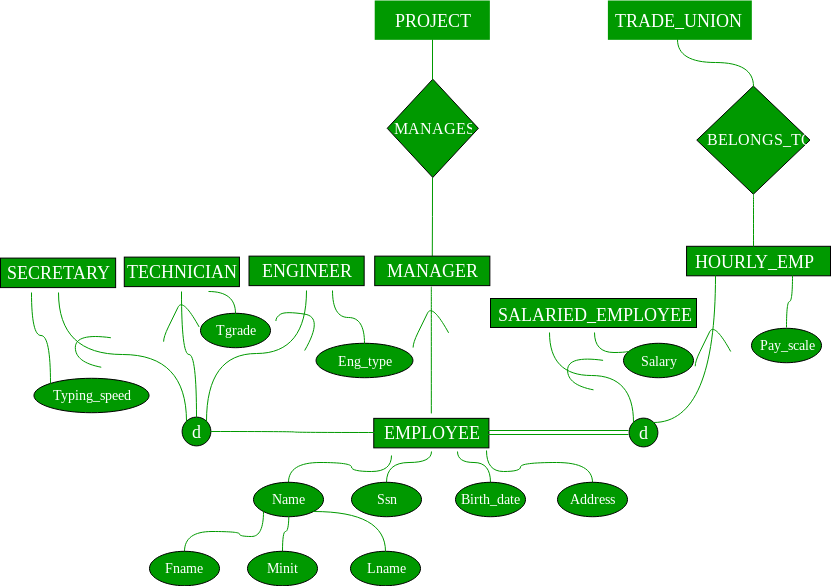 PROJECT
TRADE_UNION
MANAGES
BELONGS_TO
SECRETARY
TECHNICIAN
ENGINEER
MANAGER
HOURLY_EMP
SALARIED_EMPLOYEE
Tgrade
Eng_type
Salary
Pay_scale
Typing_speed
d
EMPLOYEE
d
Name
Ssn
Birth_date
Address
Fname
Minit
Lname